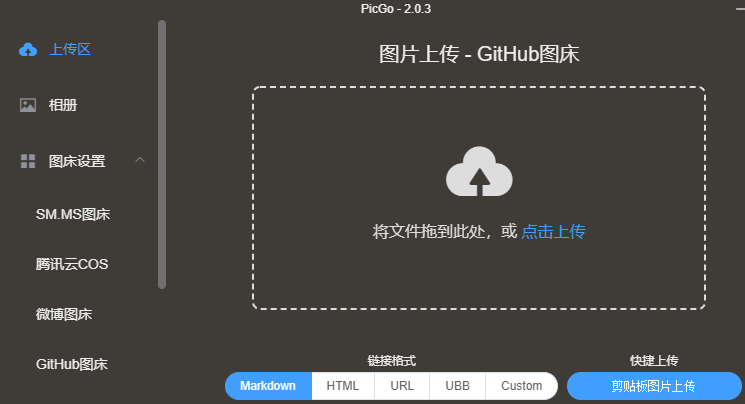 PicGo - 2.0.3
上传区
相册
图床设置
SM.MS图床
腾讯云COS
微博图床
GitHub图床
图片上传 - GitHub图床
将文件拖到此处，或 点击上传
链接格式
Markdown HTML URL UBB Custom
快捷上传
剪贴板图片上传